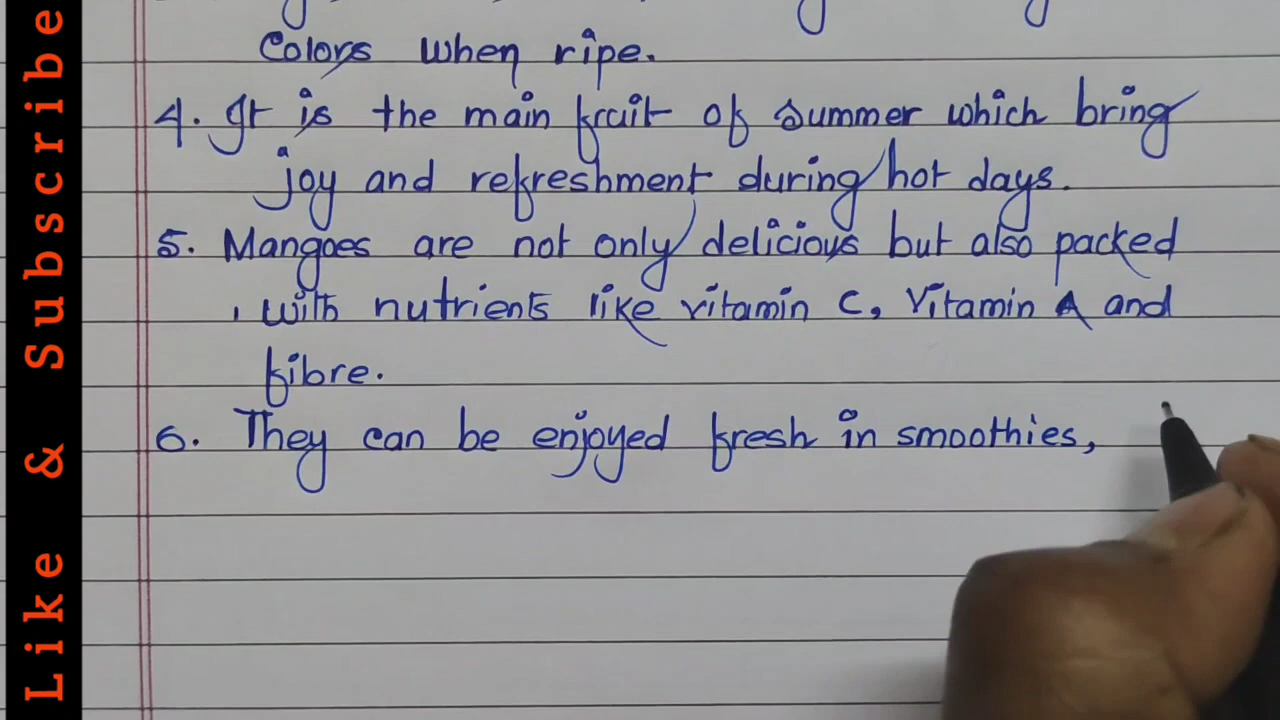 colors when ripe.
4. It is the main fruit of summer which bring
joy and refreshment during hot days.
5. Mangoes are not only delicious but also packed
with nutrients like vitamin C, Vitamin A and
fibre.
6. They can be enjoyed fresh in smoothies,
Like & Subscribe